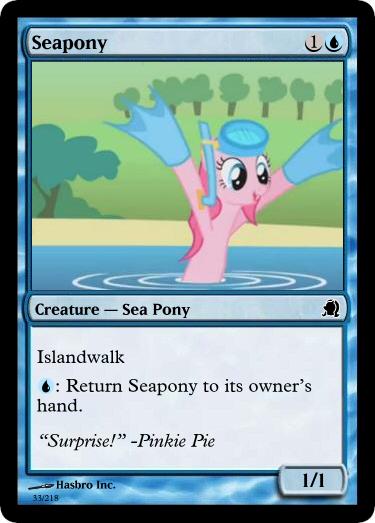 Seapony 1
Creature — Sea Pony
Islandwalk
: Return Seapony to its owner's
hand.
“Surprise!” -Pinkie Pie
1/1
Hasbro Inc.
33/218